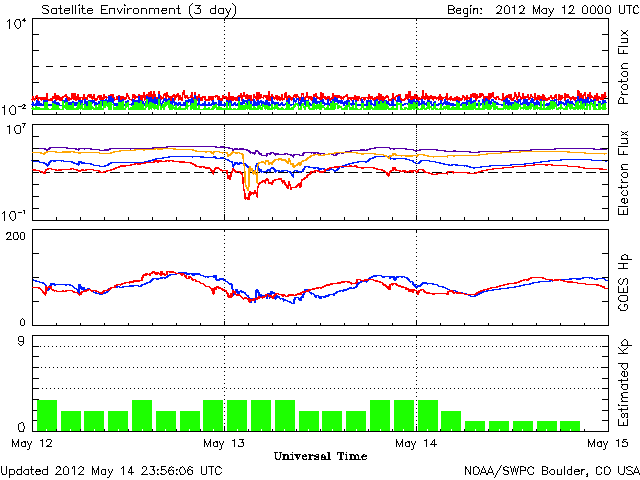 Satellite Environment (3 day) Begin: 2012 May 12 0000 UTC
10⁴
10⁻²
Proton Flux
10⁷
10⁻¹
Electron Flux
200
0
GOES Hp
9
0
Estimated Kp
May 12 May 13 May 14 May 15
Universal Time
Updated 2012 May 14 23:56:06 UTC NOAA/SWPC Boulder, CO USA